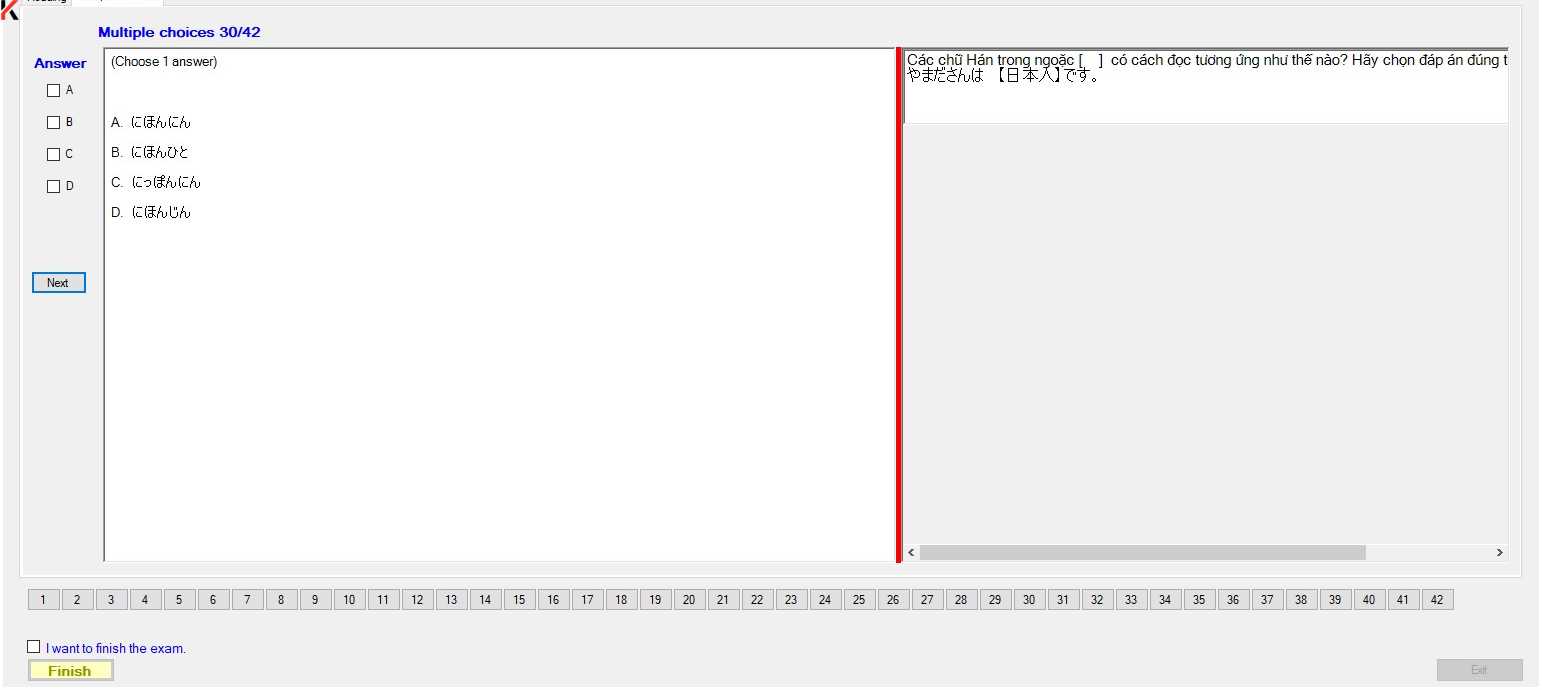 Multiple choices 30/42
Answer
(Choose 1 answer)
A
B
C
D
A. にほんにん
B. にほんひと
C. にっぽんにん
D. にほんじん
Next
Các chữ Hán trong ngoặc [ ] có cách đọc tương ứng như thế nào? Hãy chọn đáp án đúng t
やまださんは 【日本人】です。
1 2 3 4 5 6 7 8 9 10 11 12 13 14 15 16 17 18 19 20 21 22 23 24 25 26 27 28 29 30 31 32 33 34 35 36 37 38 39 40 41 42
I want to finish the exam.
Finish
Exit